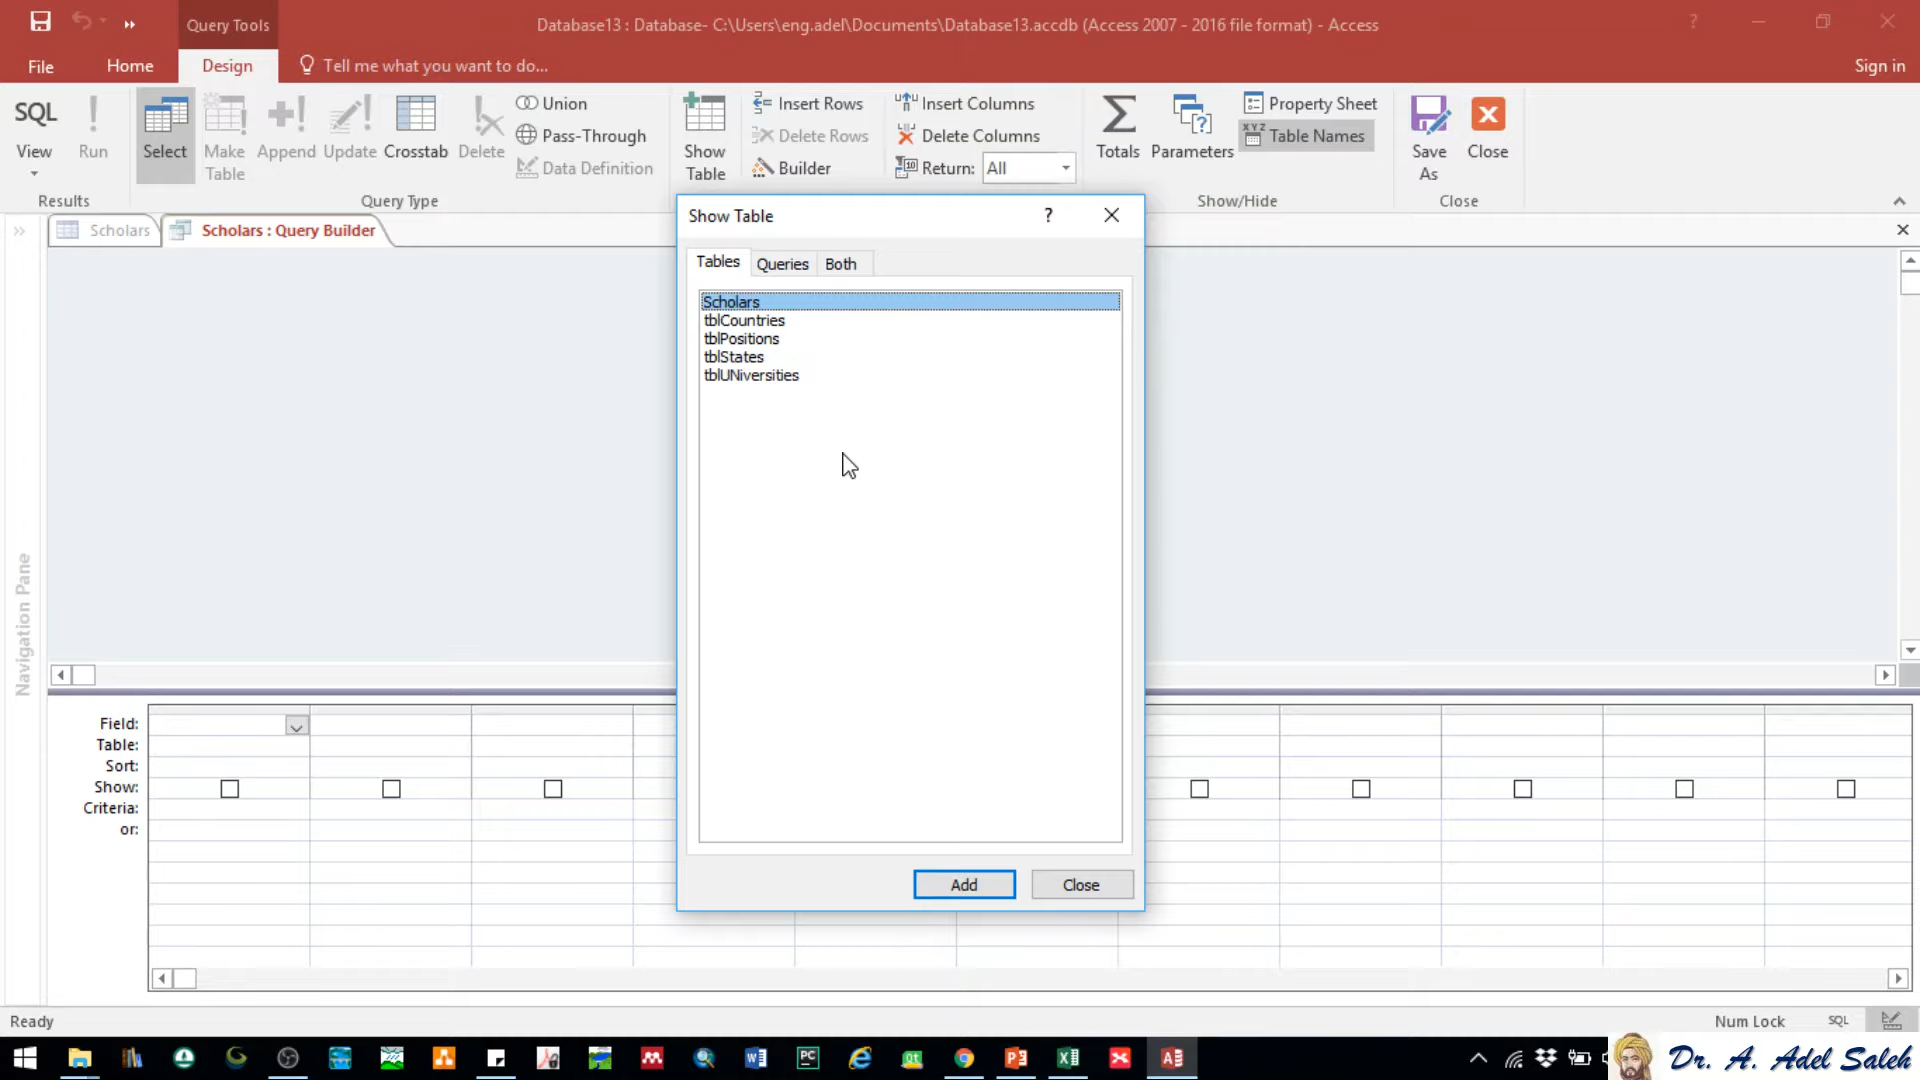 Query Tools
Database13 : Database- C:\Users\eng.adel\Documents\Database13.accdb (Access 2007 - 2016 file format) - Access
File
Home
Design
Tell me what you want to do...
Sign in
SQL
View
Run
Select
Make
Table
Append
Update
Crosstab
Delete
Union
Pass-Through
Data Definition
Show
Table
Insert Rows
Delete Rows
Builder
Insert Columns
Delete Columns
Return: All
Totals
Parameters
Property Sheet
Table Names
Save
As
Close
Results
Query Type
Show/Hide
Close
Scholars
Scholars : Query Builder
Navigation Pane
Show Table
Tables
Queries
Both
Scholars
tblCountries
tblPositions
tblStates
tblUNiversities
Add
Close
Field:
Table:
Sort:
Show:
Criteria:
or:
Ready
Num Lock
SQL
Dr. A. Adel Saleh